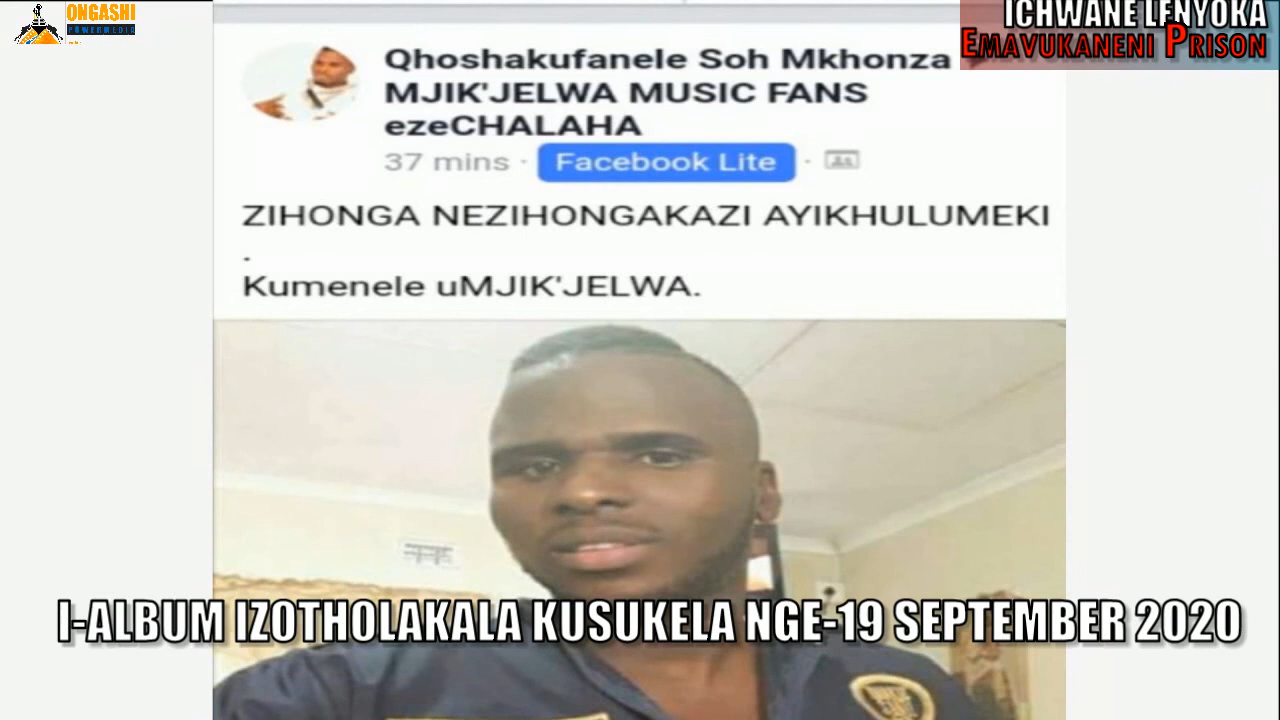 ONGASHI
POWERMEDIA
ICHWANE LENYOKA
EMAVUKANENI PRISON
Qhoshakufanele Soh Mkhonza
MJIK'JELWA MUSIC FANS
ezeCHALAHA
37 mins · Facebook Lite ·
ZIHONGA NEZIHONGAKAZI AYIKHULUMEKI
.
Kumenele uMJIK'JELWA.
I-ALBUM IZOTHOLAKALA KUSUKELA NGE-19 SEPTEMBER 2020